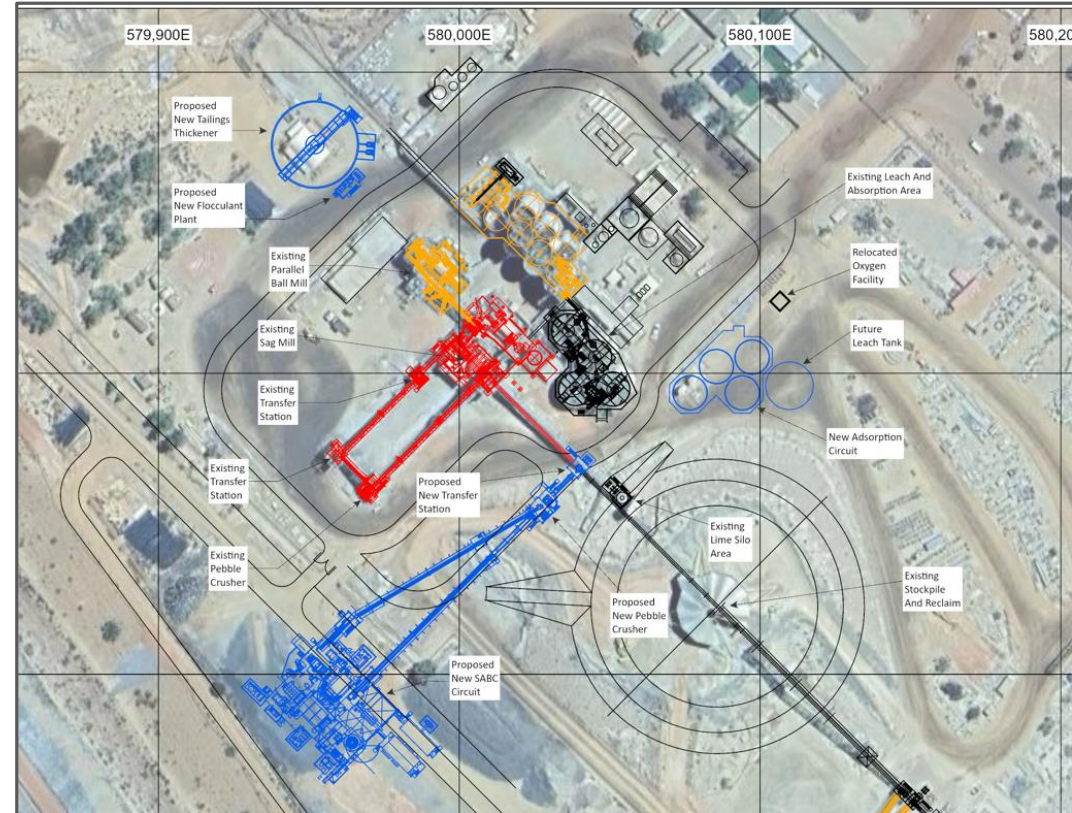 579,900E
580,000E
580,100E
580,20
Proposed
New Tailings
Thickener
Proposed
New Flocculant
Plant
Existing
Parallel
Ball Mill
Existing
Sag Mill
Existing
Transfer
Station
Existing
Transfer
Station
Existing
Pebble
Crusher
Proposed
New Transfer
Station
Existing Leach And
Absorption Area
Relocated
Oxygen
Facility
Future
Leach Tank
New Adsorption
Circuit
Existing
Lime Silo
Area
Existing
Stockpile
And Reclaim
Proposed
New Pebble
Crusher
Proposed
New SABC
Circuit